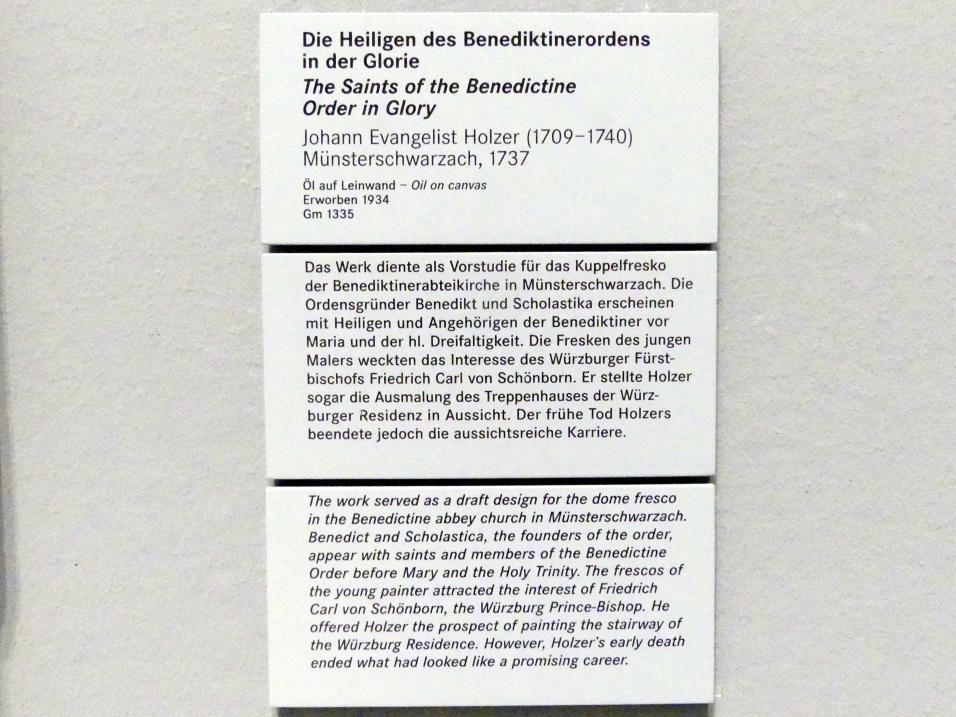 Die Heiligen des Benediktinerordens
in der Glorie
The Saints of the Benedictine
Order in Glory
Johann Evangelist Holzer (1709–1740)
Münsterschwarzach, 1737
Öl auf Leinwand – Oil on canvas
Erworben 1934
Gm 1335
Das Werk diente als Vorstudie für das Kuppelfresko
der Benediktinerabteikirche in Münsterschwarzach. Die
Ordensgründer Benedikt und Scholastika erscheinen
mit Heiligen und Angehörigen der Benediktiner vor
Maria und der hl. Dreifaltigkeit. Die Fresken des jungen
Malers weckten das Interesse des Würzburger Fürst-
bischofs Friedrich Carl von Schönborn. Er stellte Holzer
sogar die Ausmalung des Treppenhauses der Würz-
burger Residenz in Aussicht. Der frühe Tod Holzers
beendete jedoch die aussichtsreiche Karriere.
The work served as a draft design for the dome fresco
in the Benedictine abbey church in Münsterschwarzach.
Benedict and Scholastica, the founders of the order,
appear with saints and members of the Benedictine
Order before Mary and the Holy Trinity. The frescos of
the young painter attracted the interest of Friedrich
Carl von Schönborn, the Würzburg Prince-Bishop. He
offered Holzer the prospect of painting the stairway of
the Würzburg Residence. However, Holzer's early death
ended what had looked like a promising career.